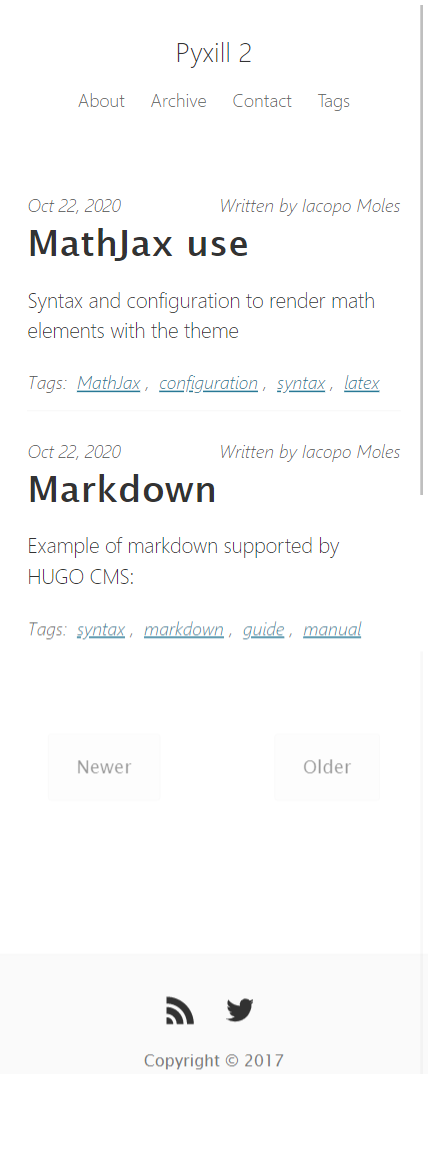 Pyxill 2
About Archive Contact Tags
Oct 22, 2020 Written by Iacopo Moles
MathJax use
Syntax and configuration to render math
elements with the theme
Tags: MathJax , configuration , syntax , latex
Oct 22, 2020 Written by Iacopo Moles
Markdown
Example of markdown supported by
HUGO CMS:
Tags: syntax , markdown , guide , manual
Newer Older
Copyright © 2017